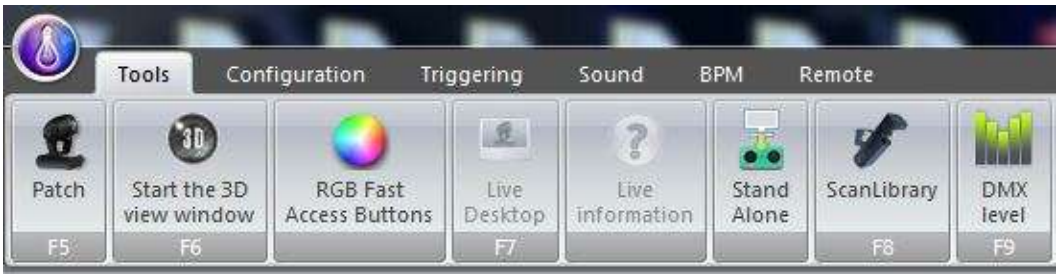 Tools Configuration Triggering Sound BPM Remote
3D
Patch
F5
Start the 3D
view window
F6
RGB Fast
Access Buttons
Live
Desktop
F7
?
Live
information
Stand
Alone
ScanLibrary
F8
DMX
level
F9